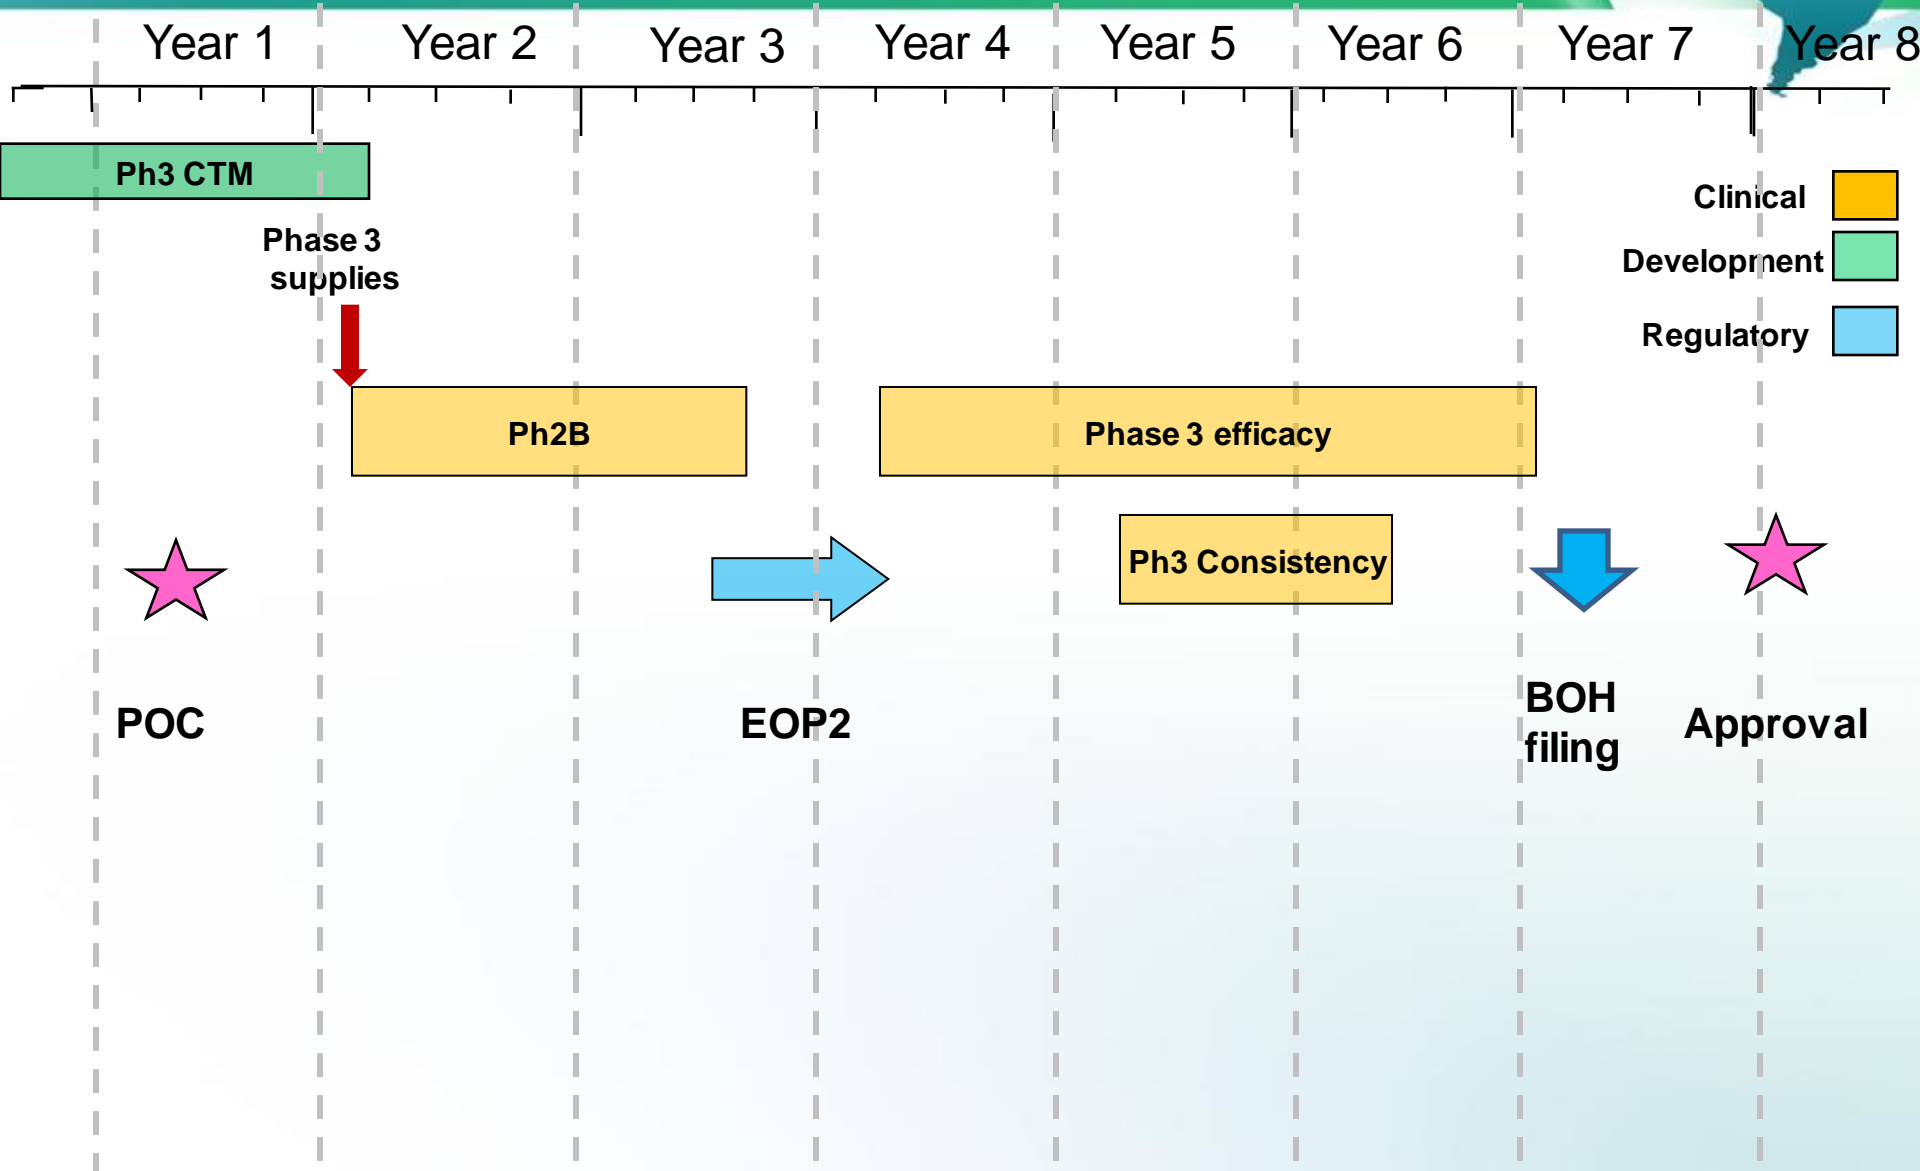 Year 1
Year 2
Year 3
Year 4
Year 5
Year 6
Year 7
Year 8
Ph3 CTM
Clinical
Phase 3
supplies
Development
Regulatory
Ph2B
Phase 3 efficacy
Ph3 Consistency
POC
EOP2
BOH
filing
Approval